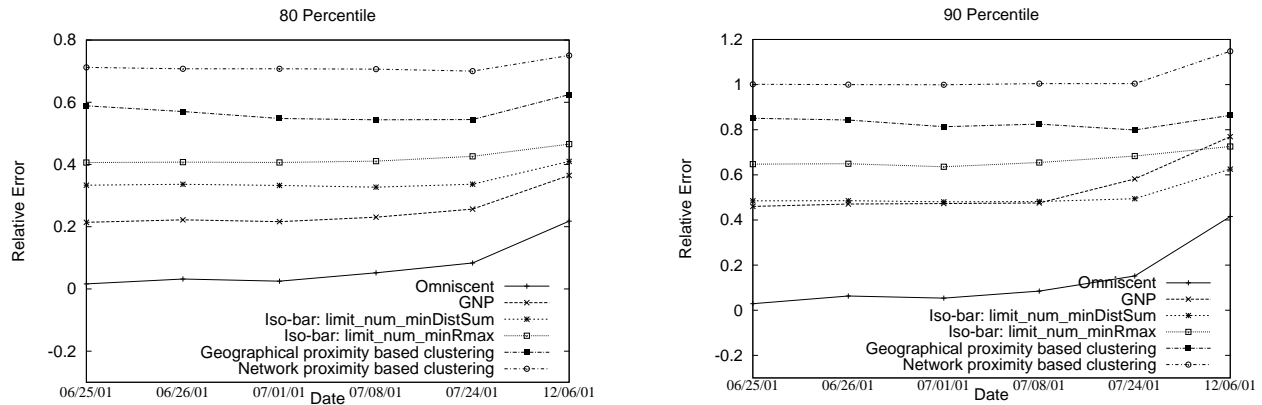 80 Percentile
0.8
0.6
0.4
0.2
0
-0.2
Relative Error
Omniscent
GNP
Iso-bar: limit_num_minDistSum
Iso-bar: limit_num_minRmax
Geographical proximity based clustering
Network proximity based clustering
06/25/01 06/26/01 07/01/01 07/08/01 07/24/01 12/06/01
Date
90 Percentile
1.2
1
0.8
0.6
0.4
0.2
0
-0.2
Relative Error
Omniscent
GNP
Iso-bar: limit_num_minDistSum
Iso-bar: limit_num_minRmax
Geographical proximity based clustering
Network proximity based clustering
06/25/01 06/26/01 07/01/01 07/08/01 07/24/01 12/06/01
Date